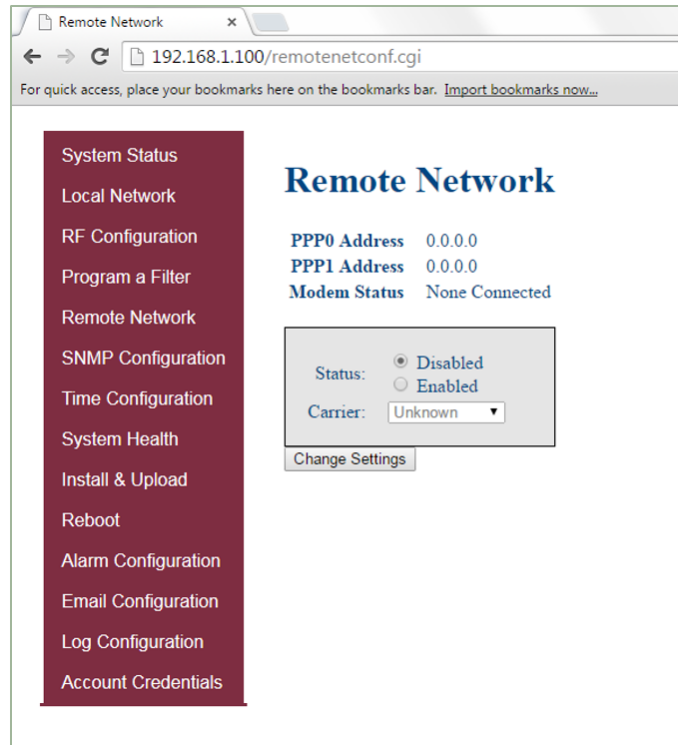 Remote Network
192.168.1.100/remotenetconf.cgi
For quick access, place your bookmarks here on the bookmarks bar. Import bookmarks now...
System Status
Local Network
RF Configuration
Program a Filter
Remote Network
SNMP Configuration
Time Configuration
System Health
Install & Upload
Reboot
Alarm Configuration
Email Configuration
Log Configuration
Account Credentials
Remote Network
PPP0 Address 0.0.0.0
PPP1 Address 0.0.0.0
Modem Status None Connected
Status: Disabled
Enabled
Carrier: Unknown
Change Settings